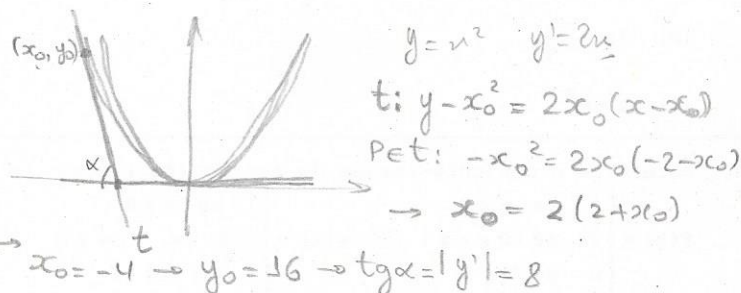 y = x² y' = 2x
(x₀, y₀)
t: y - x₀² = 2x₀(x - x₀)
P∈t: -x₀² = 2x₀(-2 - x₀)
α
→ x₀ = 2(2 + x₀)
t
→ x₀ = -4 → y₀ = 16 → tgα = |y'| = 8